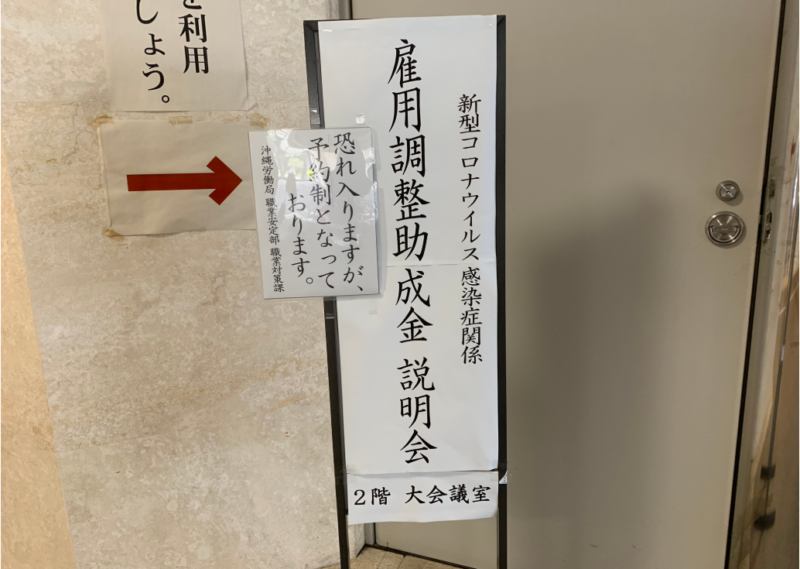 新型コロナウイルス 感染症関係
雇用調整助成金 説明会
2階 大会議室
恐れ入りますが、
予約制となって
おります。
沖縄労働局 職業安定部 職業対策課
を利用
しょう。